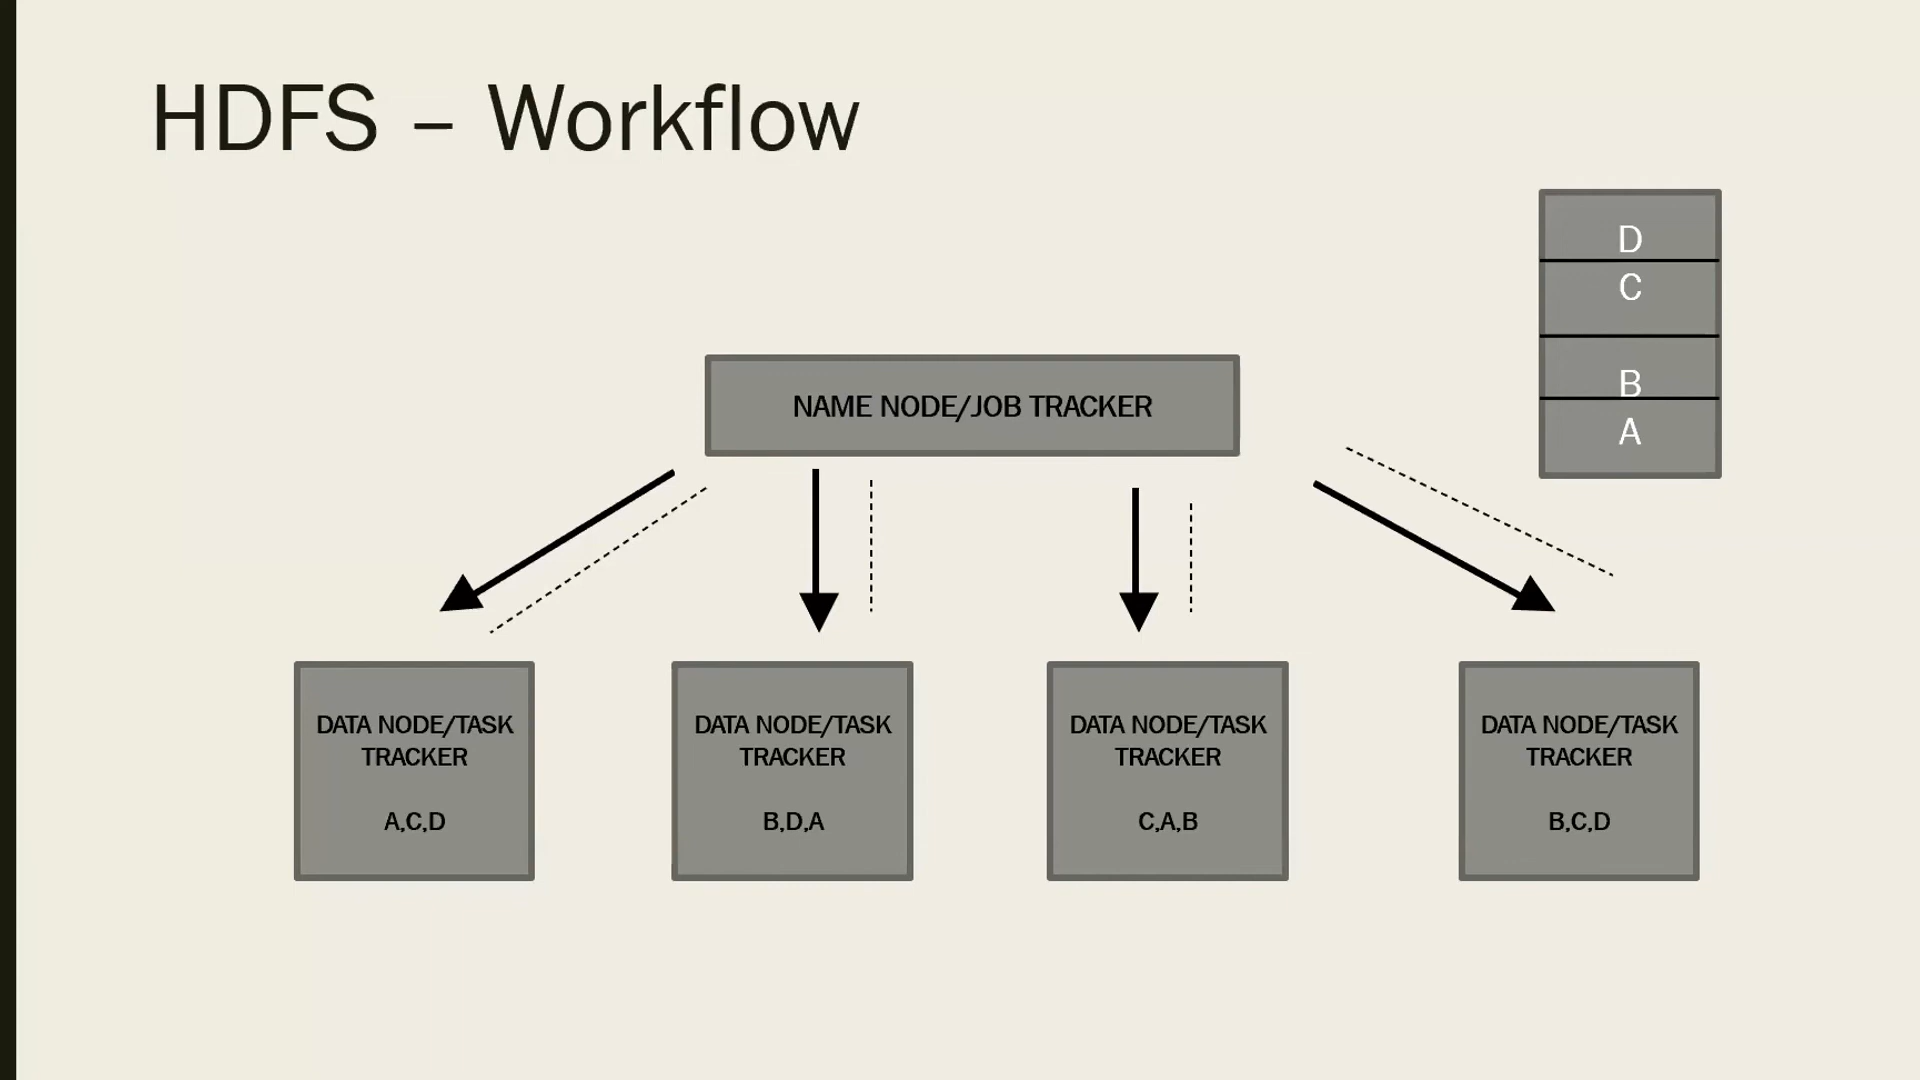 HDFS – Workflow
D
C
B
A
NAME NODE/JOB TRACKER
DATA NODE/TASK
TRACKER
A,C,D
DATA NODE/TASK
TRACKER
B,D,A
DATA NODE/TASK
TRACKER
C,A,B
DATA NODE/TASK
TRACKER
B,C,D